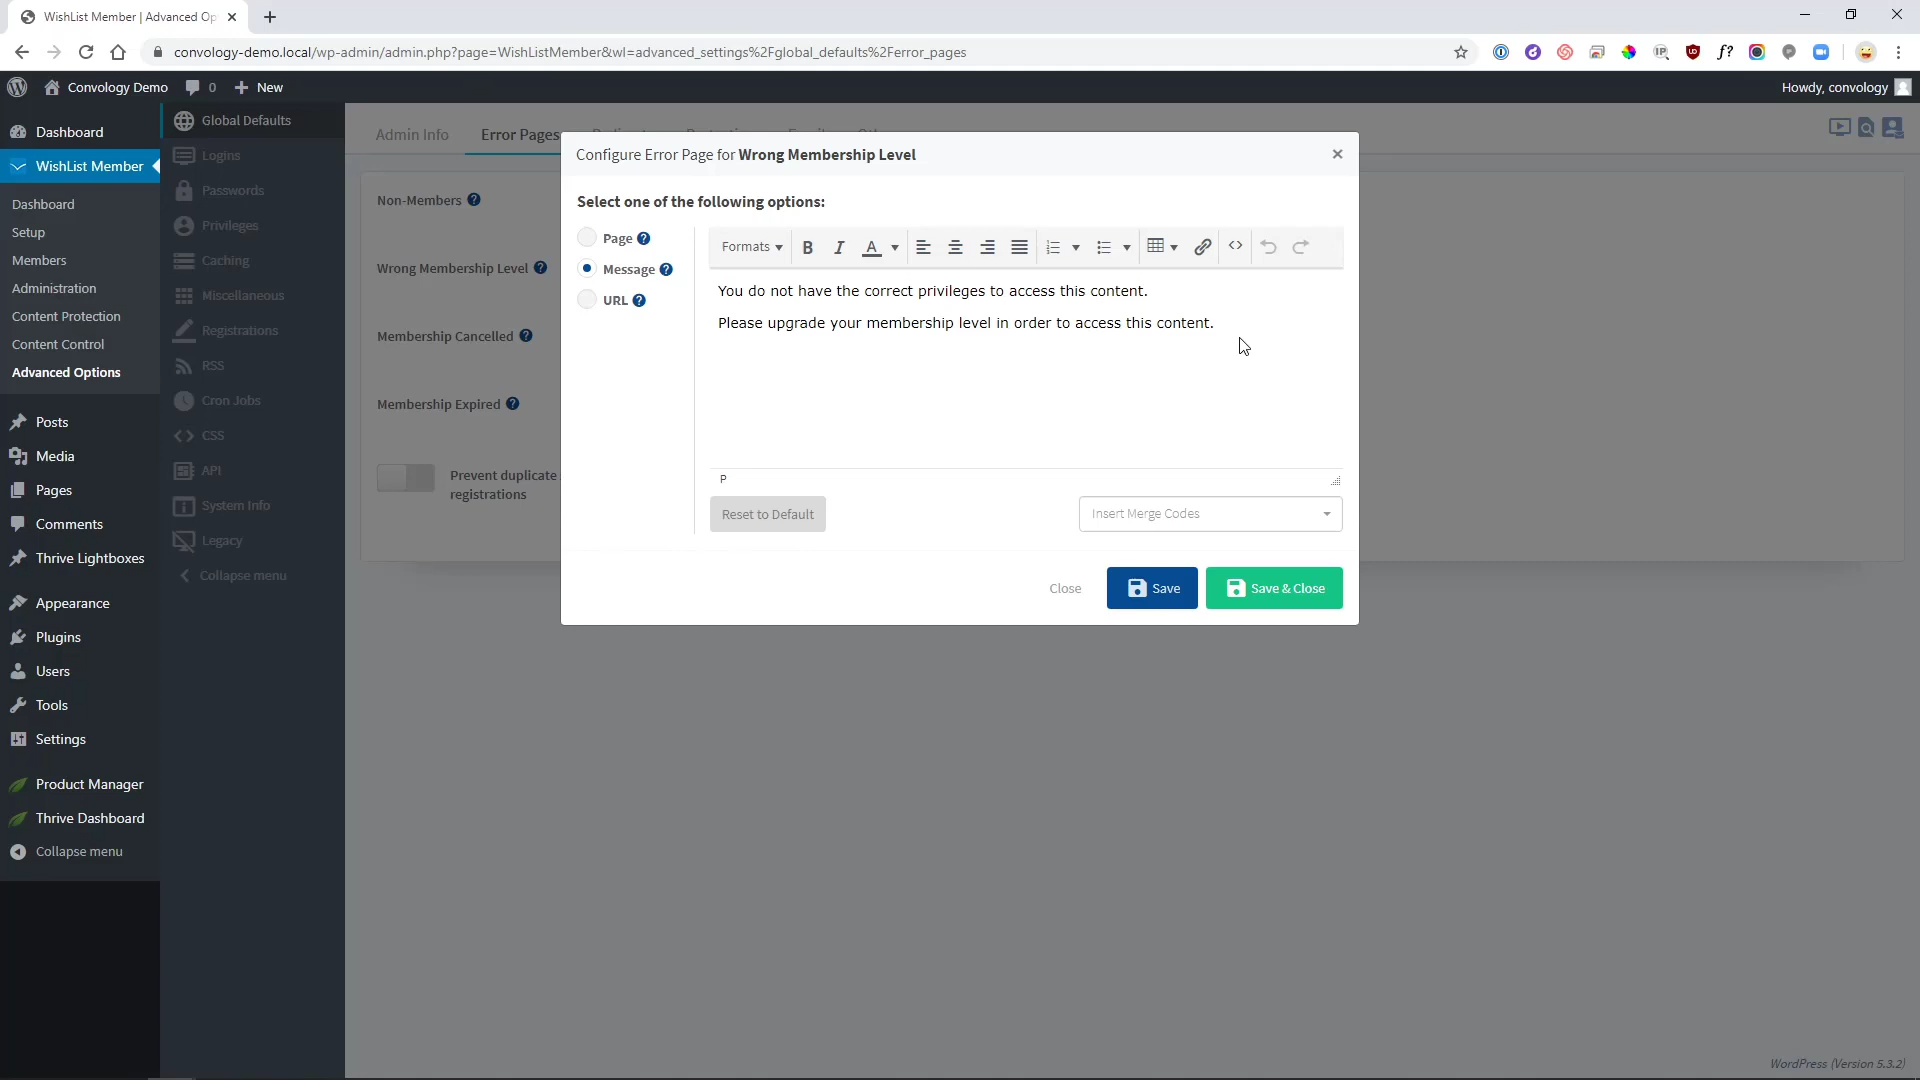 WishList Member | Advanced Op
convology-demo.local/wp-admin/admin.php?page=WishListMember&wl=advanced_settings%2Fglobal_defaults%2Ferror_pages
Convology Demo
0
New
Howdy, convology
Dashboard
WishList Member
Dashboard
Setup
Members
Administration
Content Protection
Content Control
Advanced Options
Posts
Media
Pages
Comments
Thrive Lightboxes
Appearance
Plugins
Users
Tools
Settings
Product Manager
Thrive Dashboard
Collapse menu
Global Defaults
Logins
Passwords
Privileges
Caching
Miscellaneous
Registrations
RSS
Cron Jobs
CSS
API
System Info
Legacy
Collapse menu
Admin Info
Error Pages
Non-Members
Wrong Membership Level
Membership Cancelled
Membership Expired
Prevent duplicate
registrations
Configure Error Page for Wrong Membership Level
Select one of the following options:
Page
Message
URL
Formats
You do not have the correct privileges to access this content.
Please upgrade your membership level in order to access this content.
P
Reset to Default
Insert Merge Codes
Close
Save
Save & Close
WordPress (Version 5.3.2)